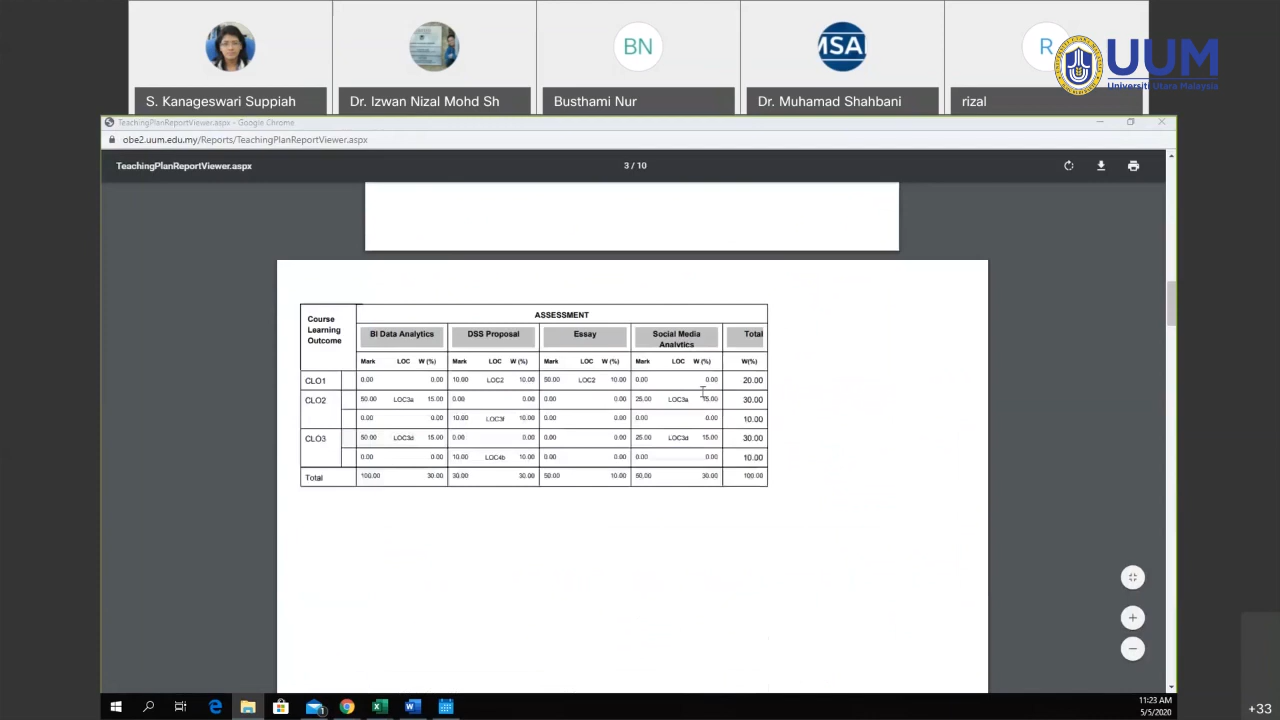 BN
MSA
R
UUM
Universiti Utara Malaysia
S. Kanageswari Suppiah
Dr. Izwan Nizal Mohd Sh
Busthami Nur
Dr. Muhamad Shahbani
rizal
TeachingPlanReportViewer.aspx - Google Chrome
obe2.uum.edu.my/Reports/TeachingPlanReportViewer.aspx
TeachingPlanReportViewer.aspx
3 / 10
Course Learning Outcome
ASSESSMENT
BI Data Analytics DSS Proposal Essay Social Media Analytics Total
Mark LOC W (%) Mark LOC W (%) Mark LOC W (%) Mark LOC W (%) W(%)
CLO1 0.00 0.00 10.00 LOC2 10.00 50.00 LOC2 10.00 0.00 0.00 20.00
CLO2 50.00 LOC3a 15.00 0.00 0.00 0.00 0.00 25.00 LOC3a 15.00 30.00
0.00 0.00 10.00 LOC3f 10.00 0.00 0.00 0.00 0.00 10.00
CLO3 50.00 LOC3d 15.00 0.00 0.00 0.00 0.00 25.00 LOC3d 15.00 30.00
0.00 0.00 10.00 LOC4b 10.00 0.00 0.00 0.00 0.00 10.00
Total 100.00 30.00 30.00 30.00 50.00 10.00 50.00 30.00 100.00
11:23 AM
5/5/2020
+33